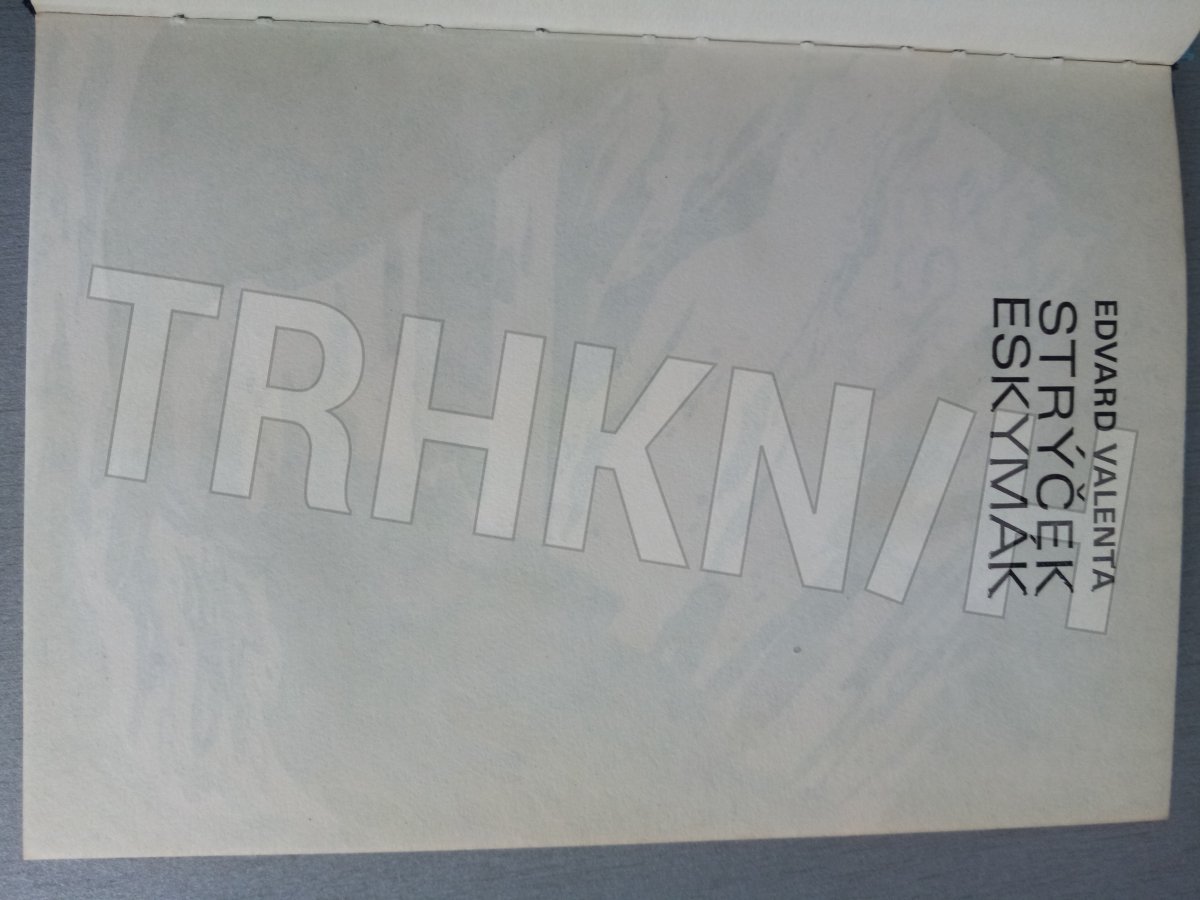 EDVARD VALENTA
STRÝČEK
ESKYMÁK
TRHKNIH